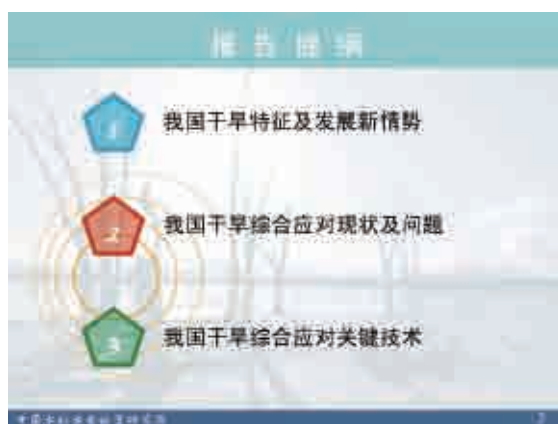 报告提纲
1
我国干旱特征及发展新情势
2
我国干旱综合应对现状及问题
3
我国干旱综合应对关键技术